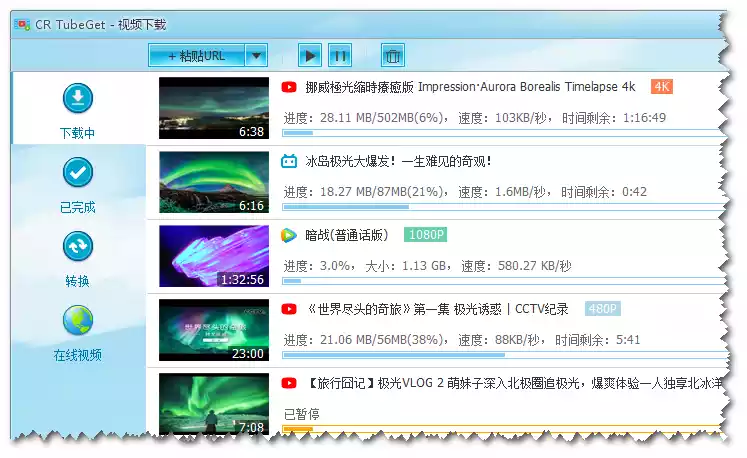 CR TubeGet - 视频下载
+ 粘贴URL
下载中
已完成
转换
在线视频
6:38
挪威極光縮時療癒版 Impression·Aurora Borealis Timelapse 4k 4K
进度：28.11 MB/502MB(6%)，速度：103KB/秒，时间剩余：1:16:49
6:16
冰岛极光大爆发！一生难见的奇观！
进度：18.27 MB/87MB(21%)，速度：1.6MB/秒，时间剩余：0:42
1:32:56
暗战(普通话版) 1080P
进度：3.0%，大小：1.13 GB，速度：580.27 KB/秒
世界尽头的奇旅
23:00
《世界尽头的奇旅》第一集 极光诱惑 | CCTV纪录 480P
进度：21.06 MB/56MB(38%)，速度：88KB/秒，时间剩余：5:41
7:08
【旅行囧记】极光VLOG 2 萌妹子深入北极圈追极光，爆爽体验一人独享北冰洋
已暂停